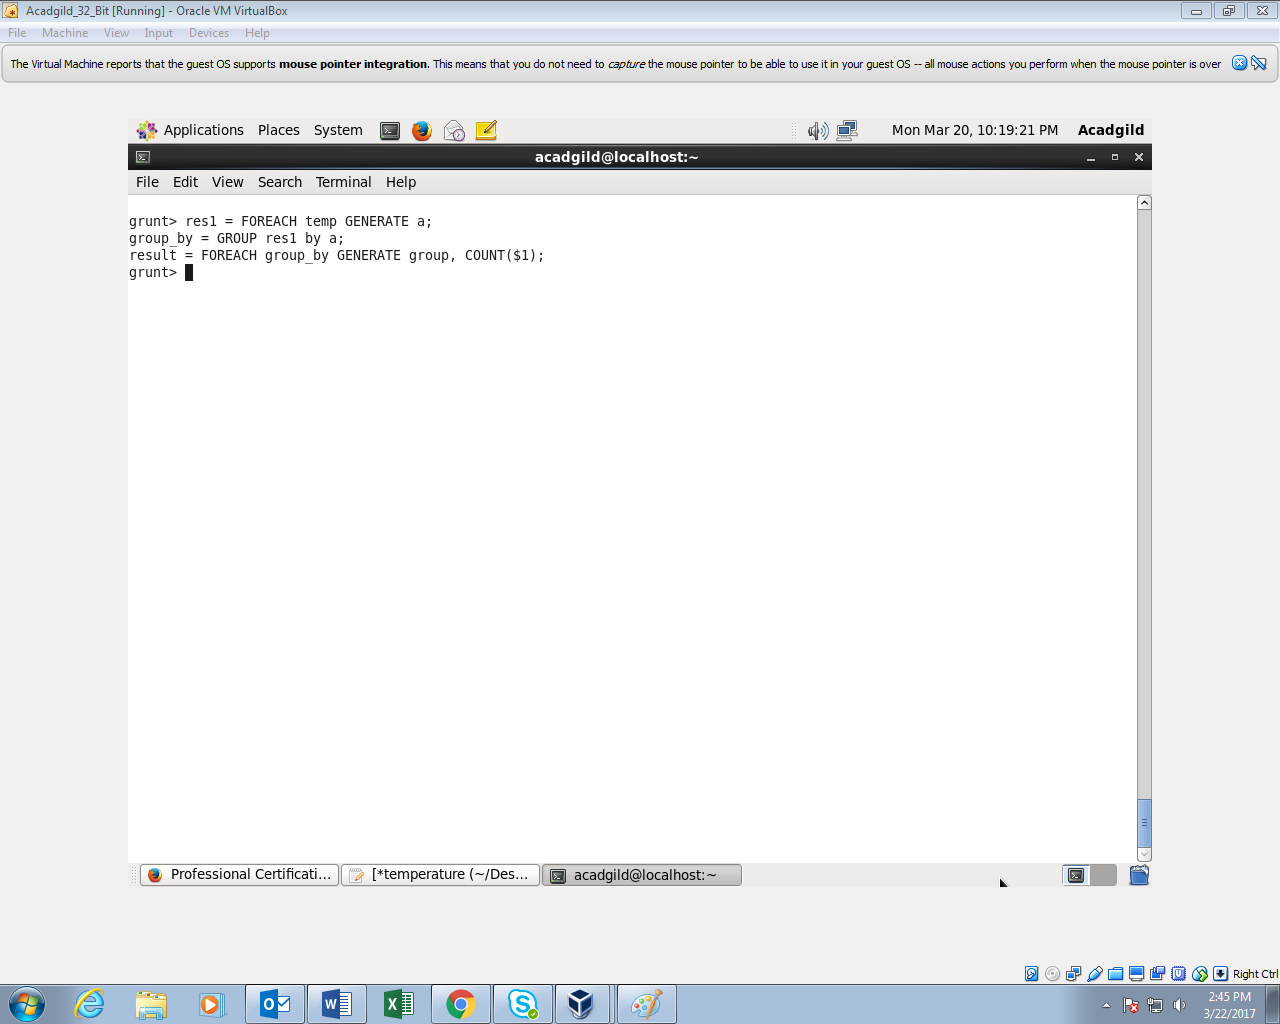 Acadgild_32_Bit [Running] - Oracle VM VirtualBox
File Machine View Input Devices Help
The Virtual Machine reports that the guest OS supports mouse pointer integration. This means that you do not need to capture the mouse pointer to be able to use it in your guest OS -- all mouse actions you perform when the mouse pointer is over
Applications Places System Mon Mar 20, 10:19:21 PM Acadgild
acadgild@localhost:~
File Edit View Search Terminal Help
grunt> res1 = FOREACH temp GENERATE a;
group_by = GROUP res1 by a;
result = FOREACH group_by GENERATE group, COUNT($1);
grunt>
Professional Certificati... [*temperature (~/Des... acadgild@localhost:~
Right Ctrl
2:45 PM
3/22/2017